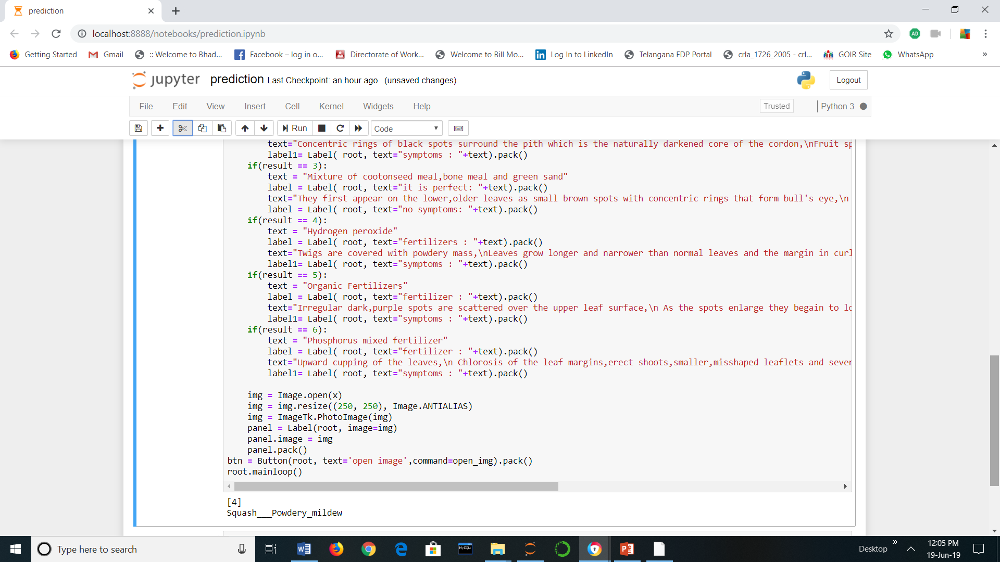 prediction
localhost:8888/notebooks/prediction.ipynb
AD
Getting Started Gmail :: Welcome to Bhad... Facebook – log in o... Directorate of Work... Welcome to Bill Mo... Log In to LinkedIn Telangana FDP Portal crla_1726_2005 - crl... GOIR Site WhatsApp »
jupyter prediction Last Checkpoint: an hour ago (unsaved changes) Logout
File Edit View Insert Cell Kernel Widgets Help Trusted Python 3
Run Code
text="Concentric rings of black spots surround the pith which is the naturally darkened core of the cordon,\nFruit sp
label1= Label( root, text="symptoms : "+text).pack()
if(result == 3):
text = "Mixture of cootonseed meal,bone meal and green sand"
label = Label( root, text="it is perfect: "+text).pack()
text="They first appear on the lower,older leaves as small brown spots with concentric rings that form bull's eye,\n
label = Label( root, text="no symptoms: "+text).pack()
if(result == 4):
text = "Hydrogen peroxide"
label = Label( root, text="fertilizers : "+text).pack()
text="Twigs are covered with powdery mass,\nLeaves grow longer and narrower than normal leaves and the margin in curl
label1= Label( root, text="symptoms : "+text).pack()
if(result == 5):
text = "Organic Fertilizers"
label = Label( root, text="fertilizer : "+text).pack()
text="Irregular dark,purple spots are scattered over the upper leaf surface,\n As the spots enlarge they begain to lo
label1= Label( root, text="symptoms : "+text).pack()
if(result == 6):
text = "Phosphorus mixed fertilizer"
label = Label( root, text="fertilizer : "+text).pack()
text="Upward cupping of the leaves,\n Chlorosis of the leaf margins,erect shoots,smaller,misshaped leaflets and sever
label1= Label( root, text="symptoms : "+text).pack()
img = Image.open(x)
img = img.resize((250, 250), Image.ANTIALIAS)
img = ImageTk.PhotoImage(img)
panel = Label(root, image=img)
panel.image = img
panel.pack()
btn = Button(root, text='open image',command=open_img).pack()
root.mainloop()
[4]
Squash___Powdery_mildew
Type here to search
MySQL
Desktop »
12:05 PM
19-Jun-19